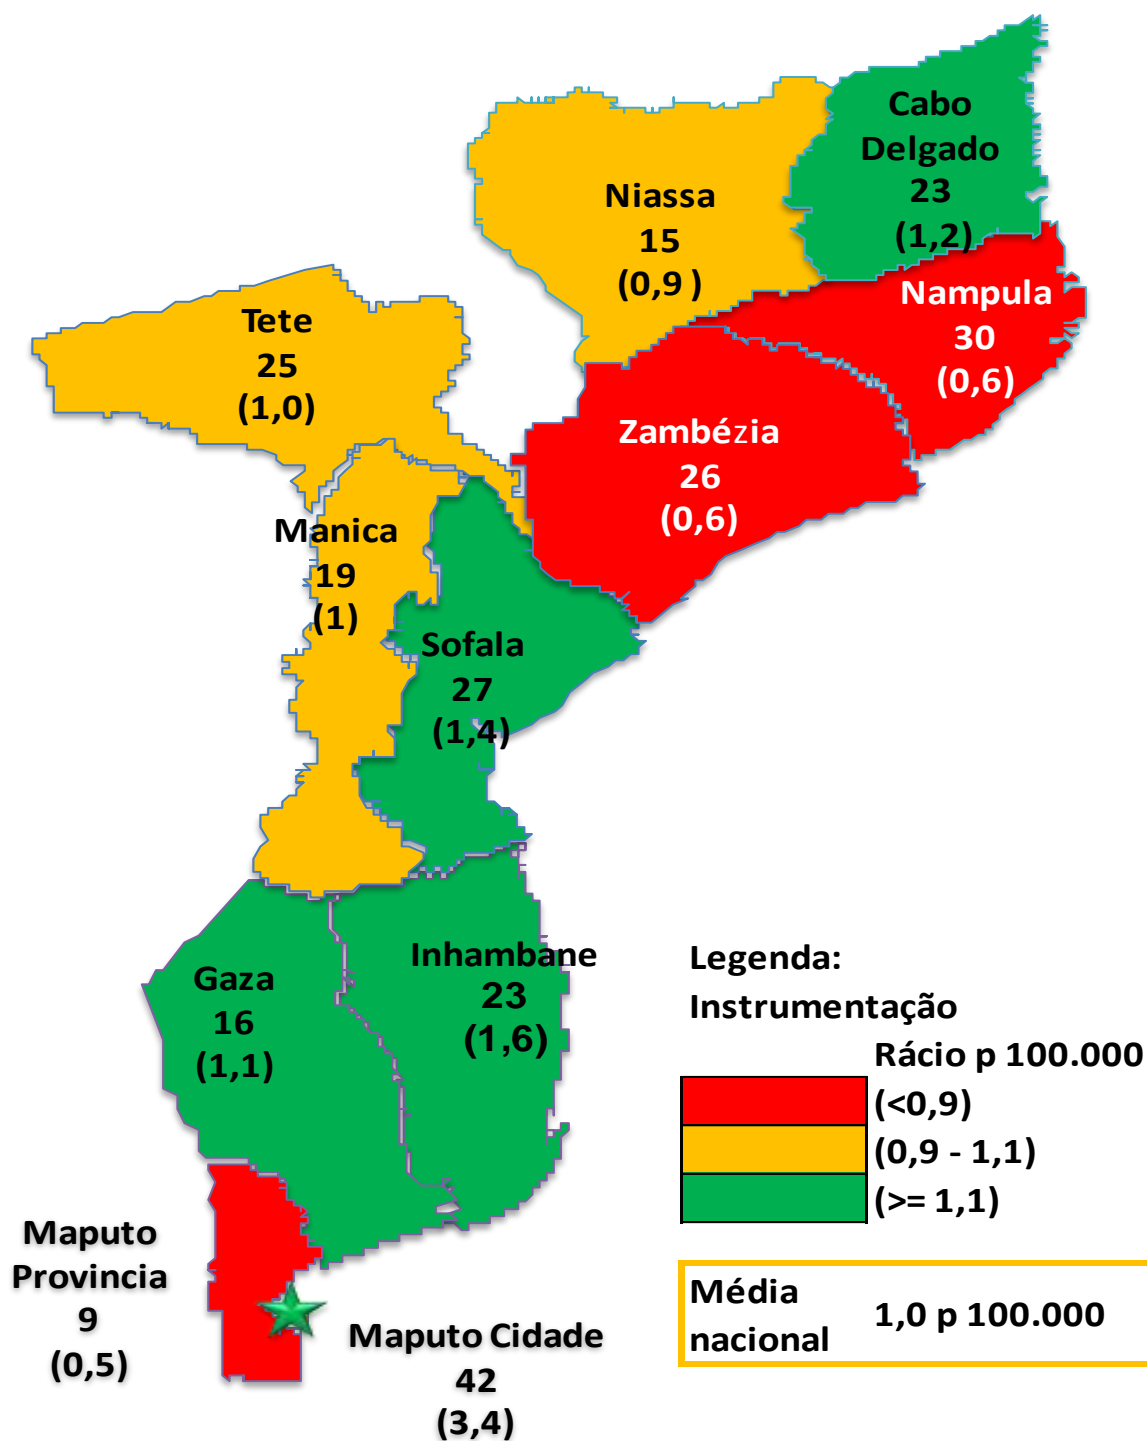 Cabo
Delgado
23
(1,2)
Niassa
15
(0,9 )
Nampula
30
(0,6)
Tete
25
(1,0)
Zambézia
26
(0,6)
Manica
19
(1)
Sofala
27
(1,4)
Inhambane
23
(1,6)
Gaza
16
(1,1)
Legenda:
Instrumentação
Rácio p 100.000
(<0,9)
(0,9 - 1,1)
(>= 1,1)
Maputo
Provincia
9
(0,5)
Maputo Cidade
42
(3,4)
Média
nacional
1,0 p 100.000